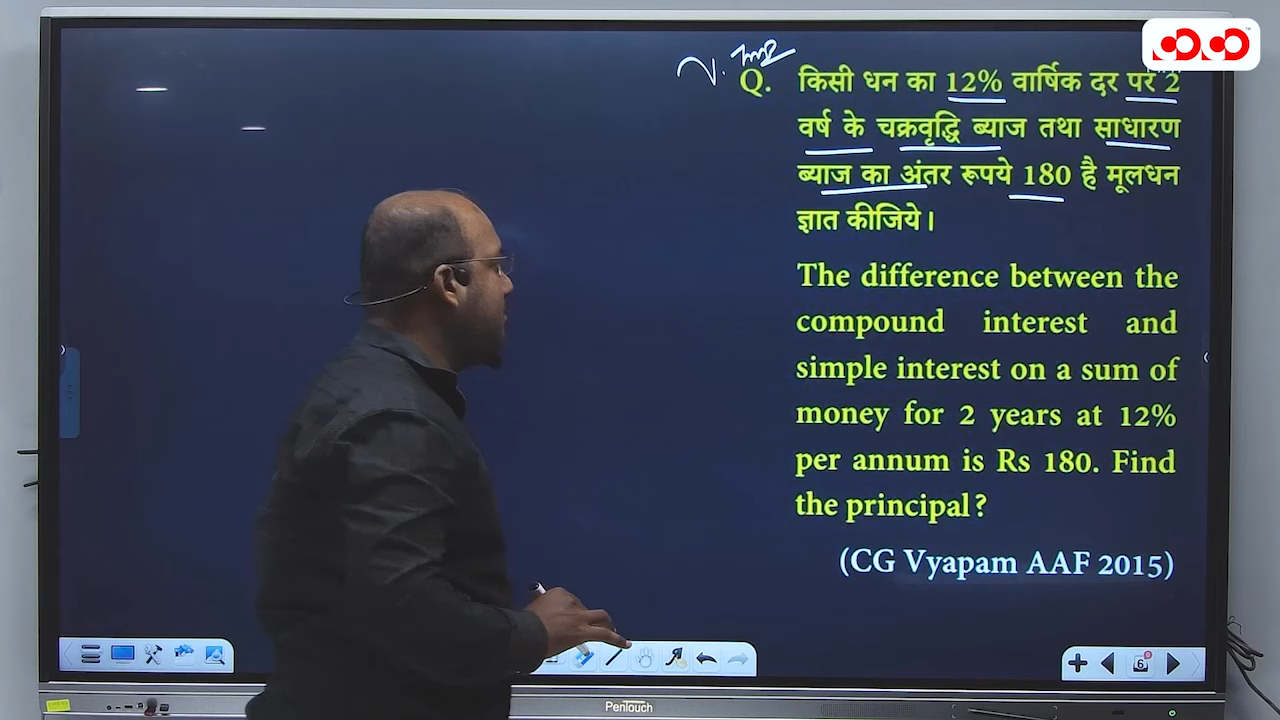 V. Imp
Q. किसी धन का 12% वार्षिक दर पर 2
वर्ष के चक्रवृद्धि ब्याज तथा साधारण
ब्याज का अंतर रूपये 180 है मूलधन
ज्ञात कीजिये।
The difference between the
compound interest and
simple interest on a sum of
money for 2 years at 12%
per annum is Rs 180. Find
the principal?
(CG Vyapam AAF 2015)
6
PenTouch